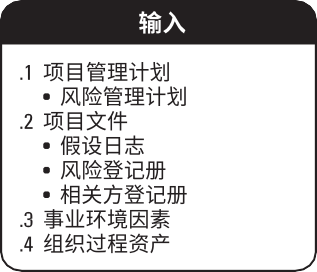 输入
.1 项目管理计划
• 风险管理计划
.2 项目文件
• 假设日志
• 风险登记册
• 相关方登记册
.3 事业环境因素
.4 组织过程资产